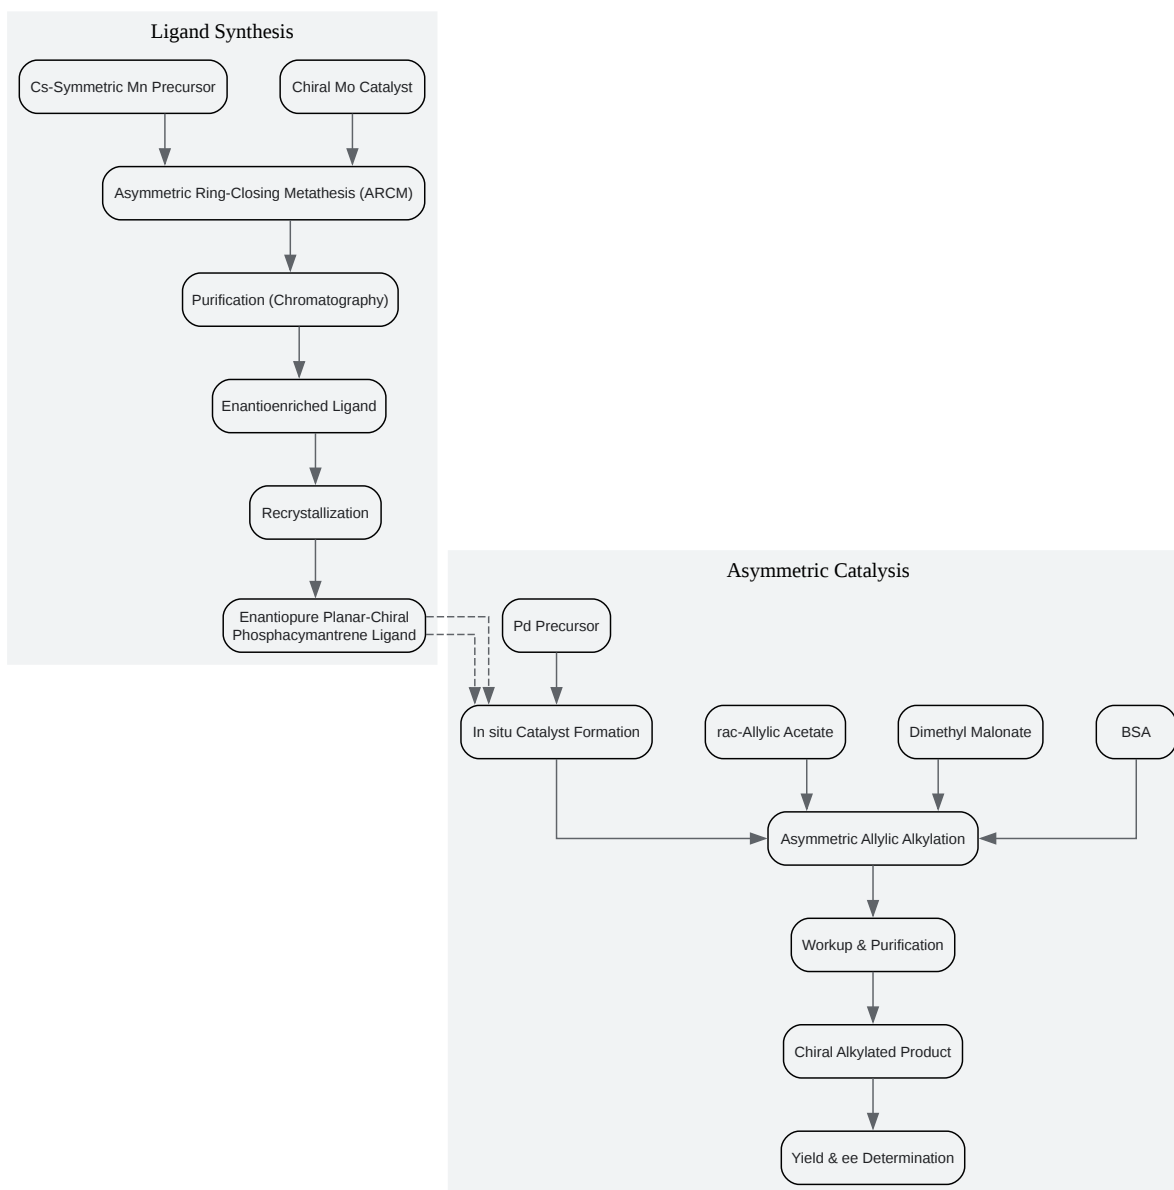 Ligand Synthesis
Cs-Symmetric Mn Precursor
Chiral Mo Catalyst
Asymmetric Ring-Closing Metathesis (ARCM)
Purification (Chromatography)
Enantioenriched Ligand
Recrystallization
Enantiopure Planar-Chiral
Phosphacymantrene Ligand
Asymmetric Catalysis
Pd Precursor
In situ Catalyst Formation
rac-Allylic Acetate
Dimethyl Malonate
BSA
Asymmetric Allylic Alkylation
Workup & Purification
Chiral Alkylated Product
Yield & ee Determination